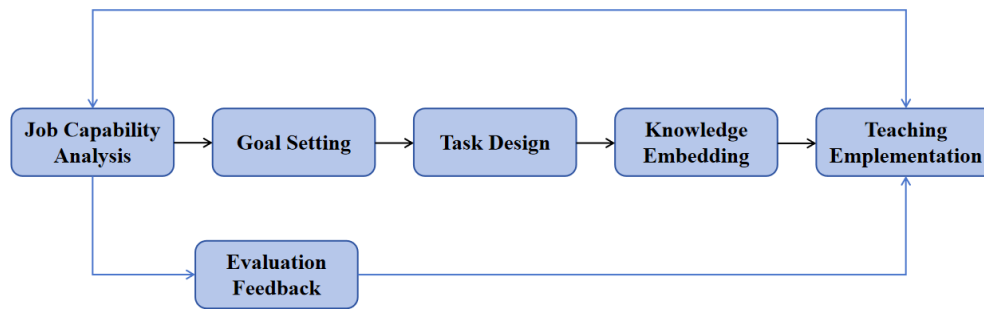 Job Capability
Analysis
Goal Setting
Task Design
Knowledge
Embedding
Teaching
Emplementation
Evaluation
Feedback